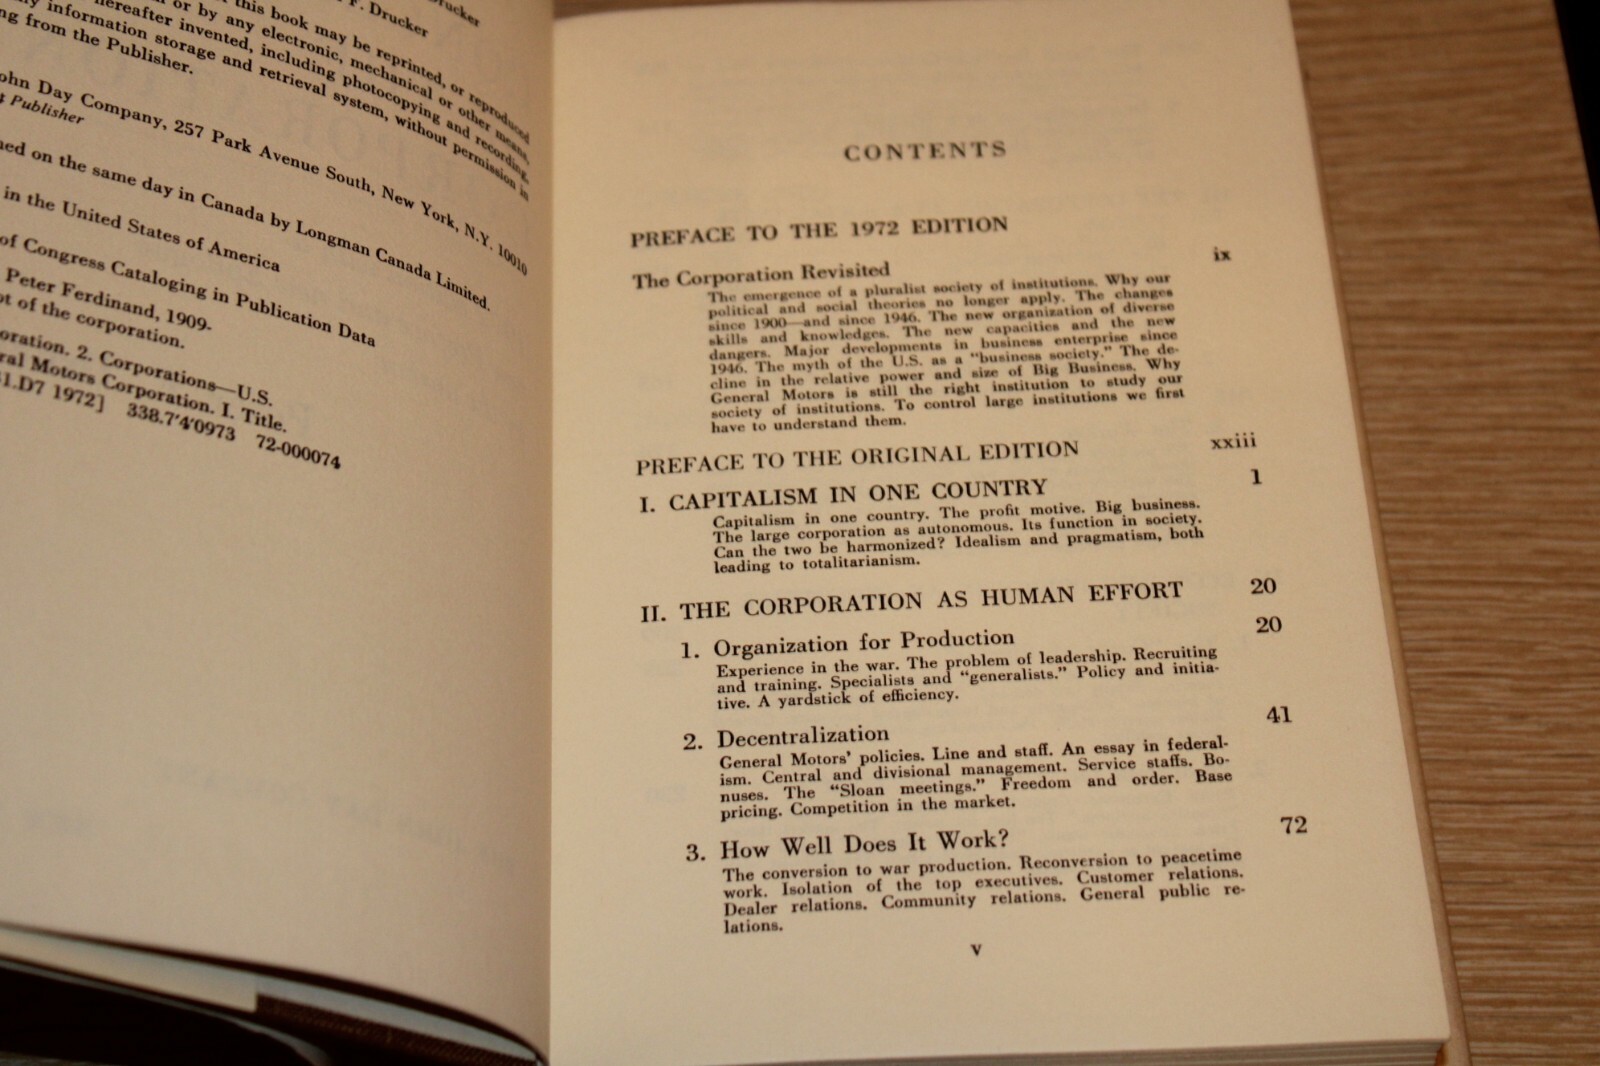 Drucker
F. Drucker
this book may be reprinted, or reproduced
or by any electronic, mechanical or other means,
hereafter invented, including photocopying and recording,
information storage and retrieval system, without permission in
from the Publisher.
John Day Company, 257 Park Avenue South, New York, N.Y. 10010
Publisher
on the same day in Canada by Longman Canada Limited.
in the United States of America
of Congress Cataloging in Publication Data
Peter Ferdinand, 1909-
of the corporation.
2. Corporations—U.S.
Motors Corporation. I. Title.
1.D7 1972] 338.7'4'0973 72-000074
CONTENTS
PREFACE TO THE 1972 EDITION
The Corporation Revisited ix
The emergence of a pluralist society of institutions. Why our
political and social theories no longer apply. The changes
since 1900—and since 1946. The new organization of diverse
skills and knowledges. The new capacities and the new
dangers. Major developments in business enterprise since
1946. The myth of the U.S. as a "business society." The de-
cline in the relative power and size of Big Business. Why
General Motors is still the right institution to study our
society of institutions. To control large institutions we first
have to understand them.
PREFACE TO THE ORIGINAL EDITION xxiii
I. CAPITALISM IN ONE COUNTRY 1
Capitalism in one country. The profit motive. Big business.
The large corporation as autonomous. Its function in society.
Can the two be harmonized? Idealism and pragmatism, both
leading to totalitarianism.
II. THE CORPORATION AS HUMAN EFFORT 20
1. Organization for Production 20
Experience in the war. The problem of leadership. Recruiting
and training. Specialists and "generalists." Policy and initia-
tive. A yardstick of efficiency.
2. Decentralization 41
General Motors' policies. Line and staff. An essay in federal-
ism. Central and divisional management. Service staffs. Bo-
nuses. The "Sloan meetings." Freedom and order. Base
pricing. Competition in the market.
3. How Well Does It Work? 72
The conversion to war production. Reconversion to peacetime
work. Isolation of the top executives. Customer relations.
Dealer relations. Community relations. General public re-
lations.
v